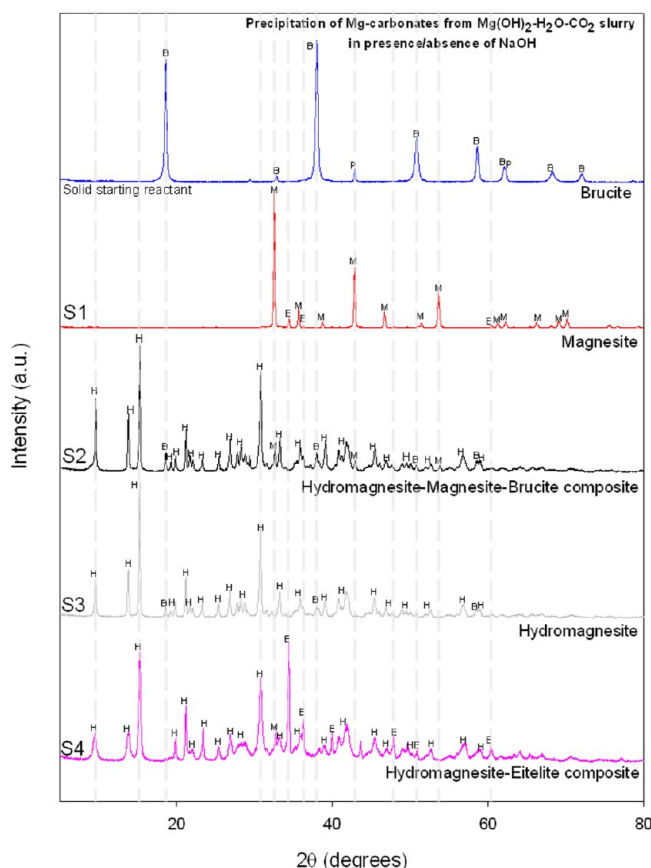 Precipitation of Mg-carbonates from Mg(OH)₂-H₂O-CO₂ slurry
in presence/absence of NaOH
B B B P B B B P B B
Solid starting reactant
Brucite
M E M E M M M M M E M M M M M
S1
Magnesite
H H H B H H H H H H H H H M H H B H H H M H H H B H M H B H
S2
Hydromagnesite-Magnesite-Brucite composite
H H H B H H H H H H H H H H H B H H H H H H H B H
S3
Hydromagnesite
H H H H H H H H H H H M H E H E H E H H H E H E H H H E
S4
Hydromagnesite-Eitelite composite
Intensity (a.u.)
20 40 60 80
2θ (degrees)